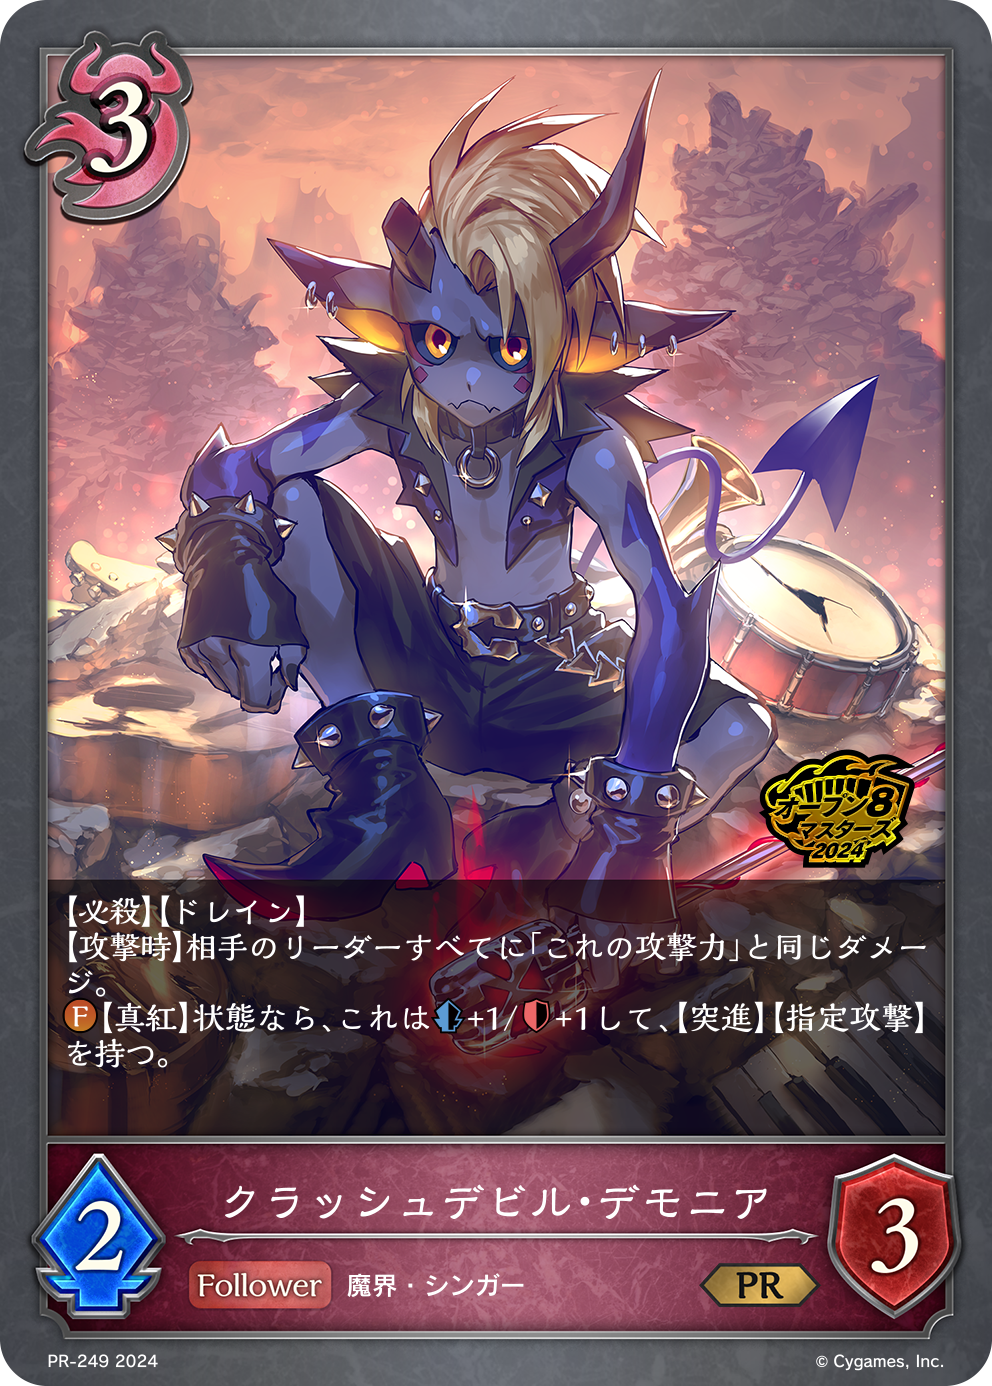 3
オープン8
マスターズ
2024
【必殺】【ドレイン】
【攻撃時】相手のリーダーすべてに「これの攻撃力」と同じダメー
ジ。
F【真紅】状態なら、これは+1/+1して、【突進】【指定攻撃】
を持つ。
2
クラッシュデビル・デモニア
3
Follower 魔界・シンガー
PR
PR-249 2024
© Cygames, Inc.